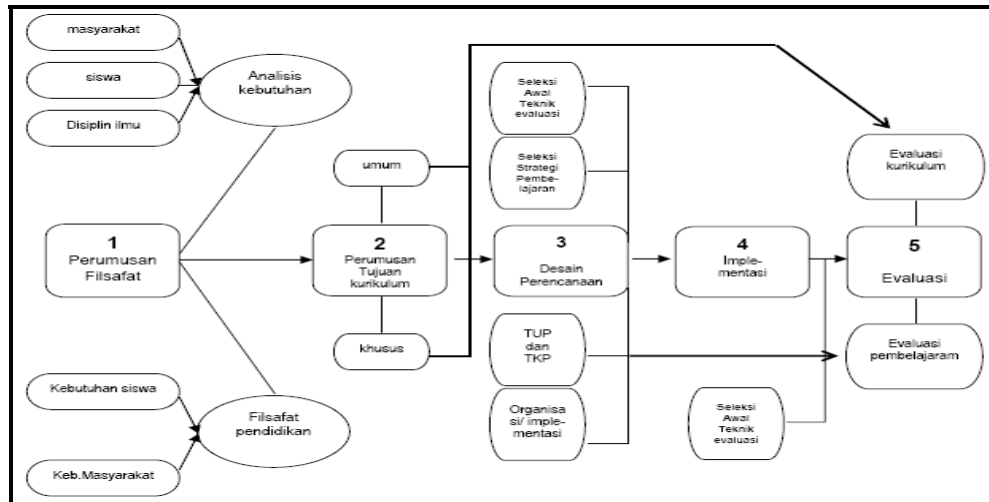 masyarakat
siswa
Disiplin ilmu
Analisis
kebutuhan
1
Perumusan
Filsafat
Kebutuhan siswa
Keb.Masyarakat
Filsafat
pendidikan
umum
2
Perumusan
Tujuan
kurikulum
khusus
Seleksi
Awal
Teknik
evaluasi
Seleksi
Strategi
Pembe-
lajaran
3
Desain
Perencanaan
TUP
dan
TKP
Organisa
si/ imple-
mentasi
4
Imple-
mentasi
Seleksi
Awal
Teknik
evaluasi
Evaluasi
kurikulum
5
Evaluasi
Evaluasi
pembelajaram